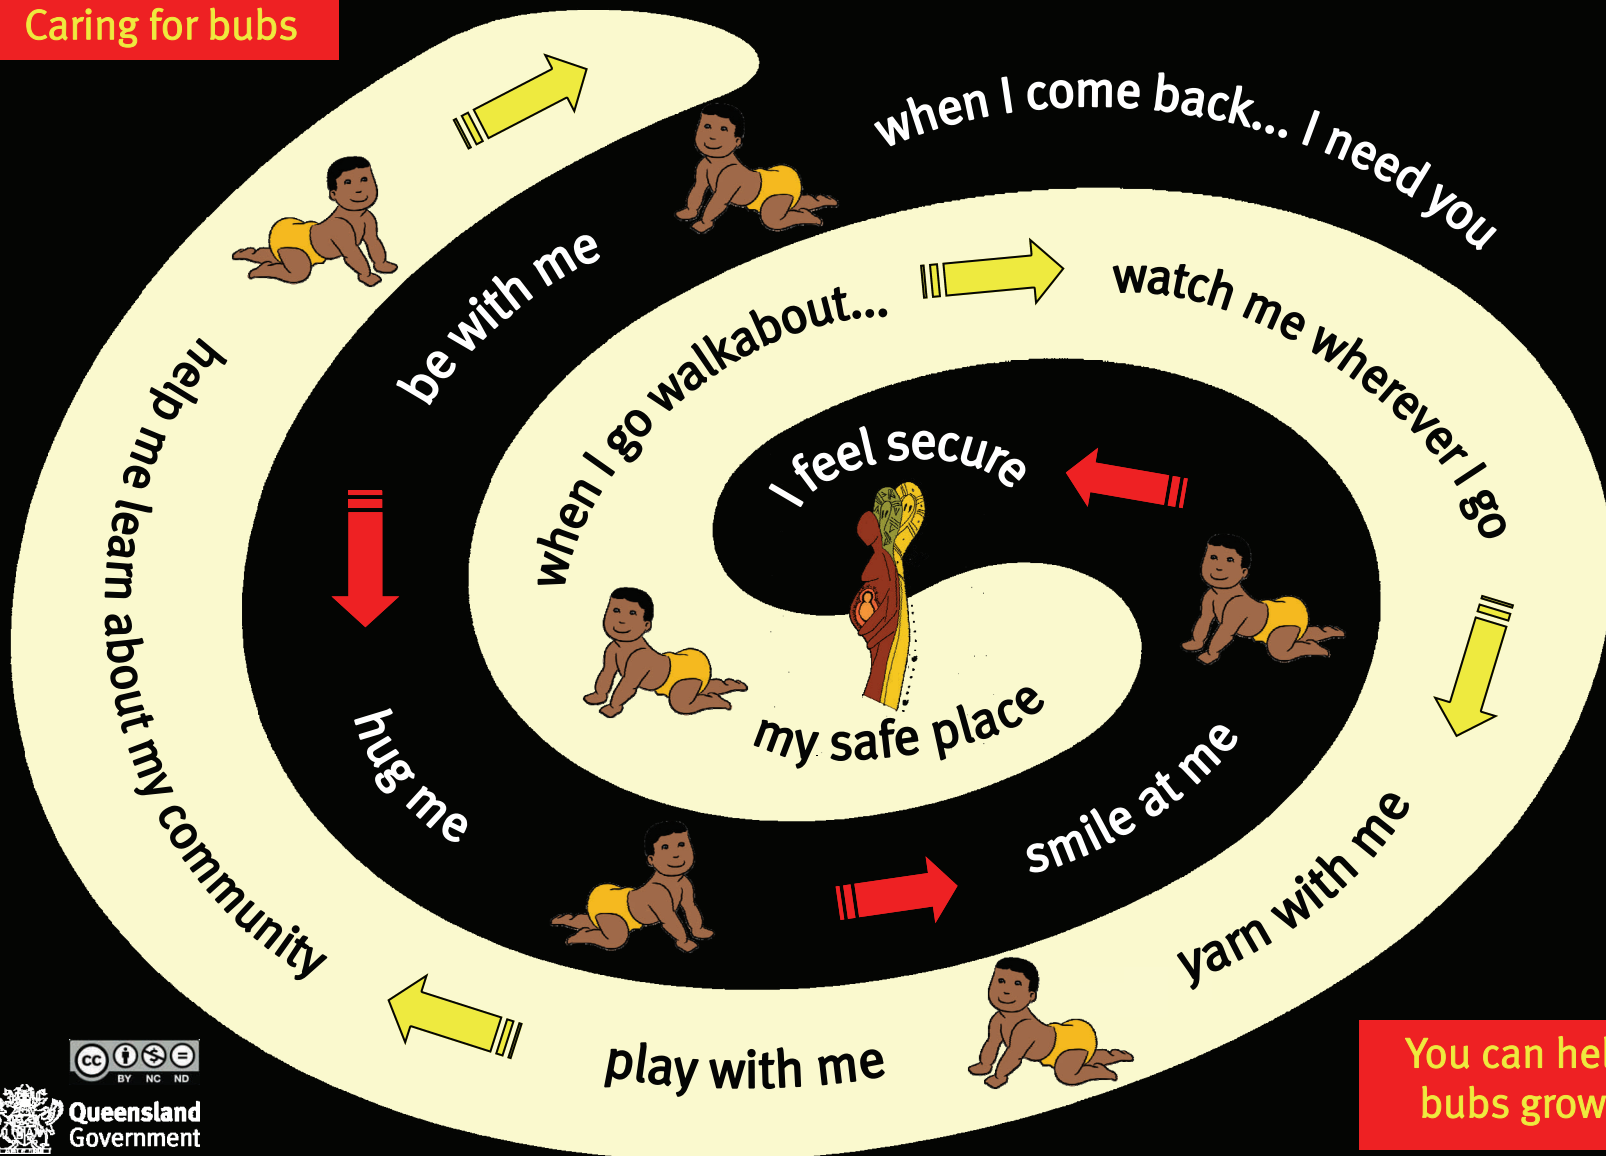 Caring for bubs
my safe place
when I go walkabout...
watch me wherever I go
yarn with me
play with me
help me learn about my community
when I come back... I need you
be with me
hug me
smile at me
I feel secure
cc
BY NC ND
Queensland
Government
You can hel
bubs grow